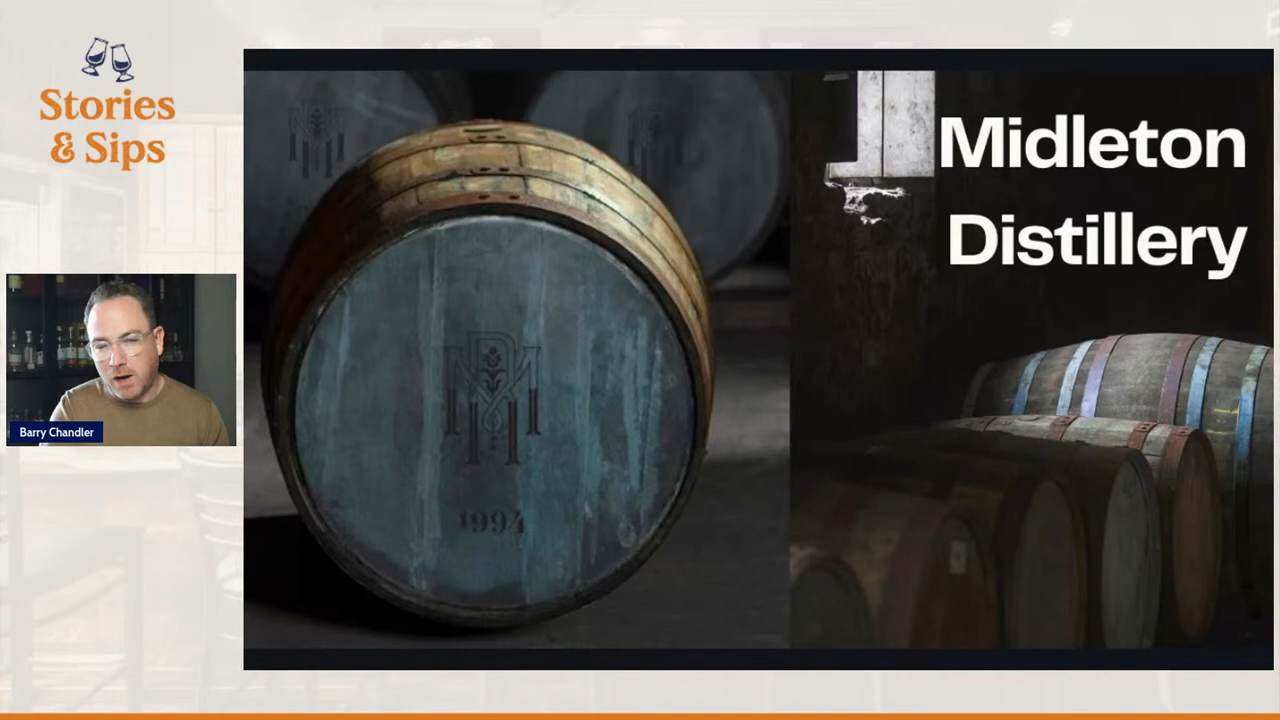 Stories
& Sips
Midleton
Distillery
Barry Chandler
1994